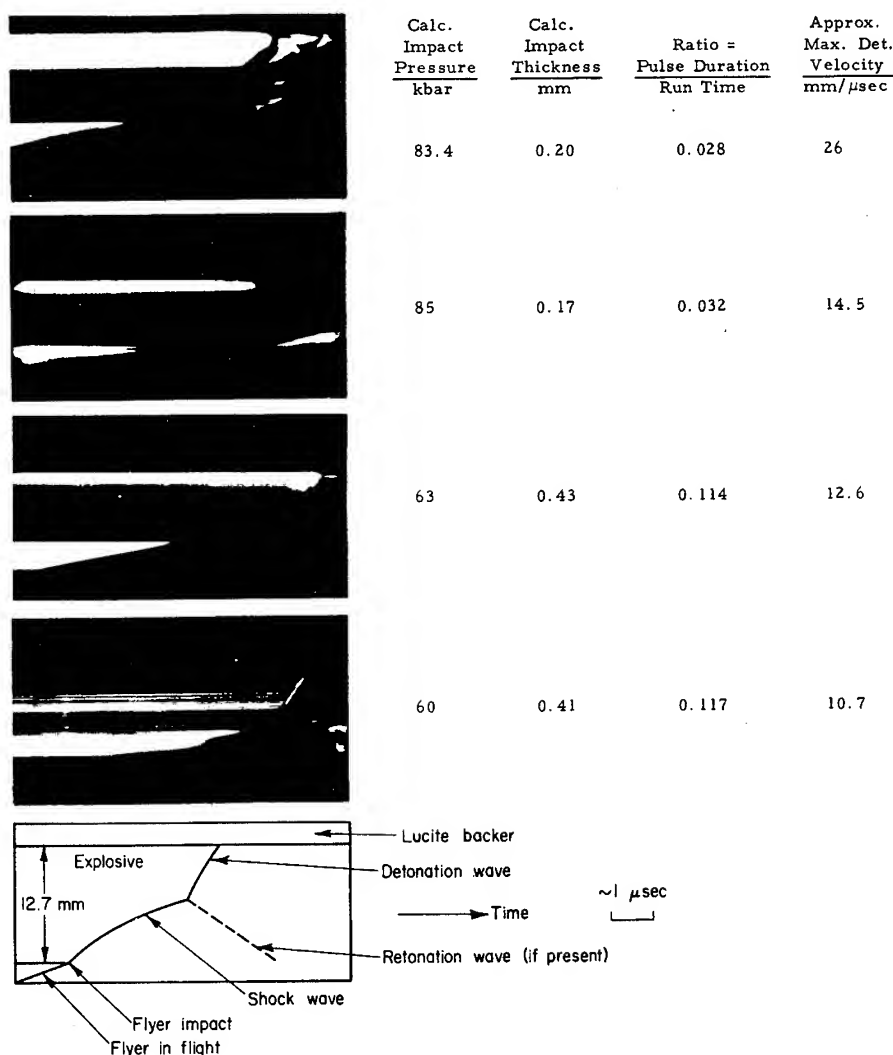 Calc. Impact Pressure
kbar
Calc. Impact Thickness
mm
Ratio = Pulse Duration
Run Time
Approx. Max. Det. Velocity
mm/μsec
83.4 0.20 0.028 26
85 0.17 0.032 14.5
63 0.43 0.114 12.6
60 0.41 0.117 10.7
Lucite backer
Explosive
Detonation wave
12.7 mm
Time
~1 μsec
Retonation wave (if present)
Shock wave
Flyer impact
Flyer in flight